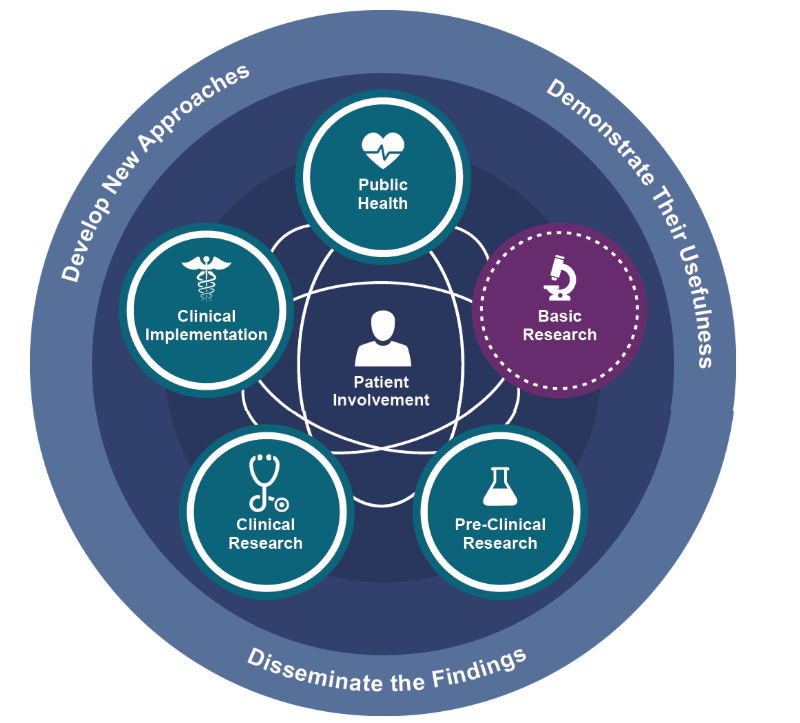 Develop New Approaches
Demonstrate Their Usefulness
Public
Health
Clinical
Implementation
Basic
Research
Patient
Involvement
Clinical
Research
Pre-Clinical
Research
Disseminate the Findings